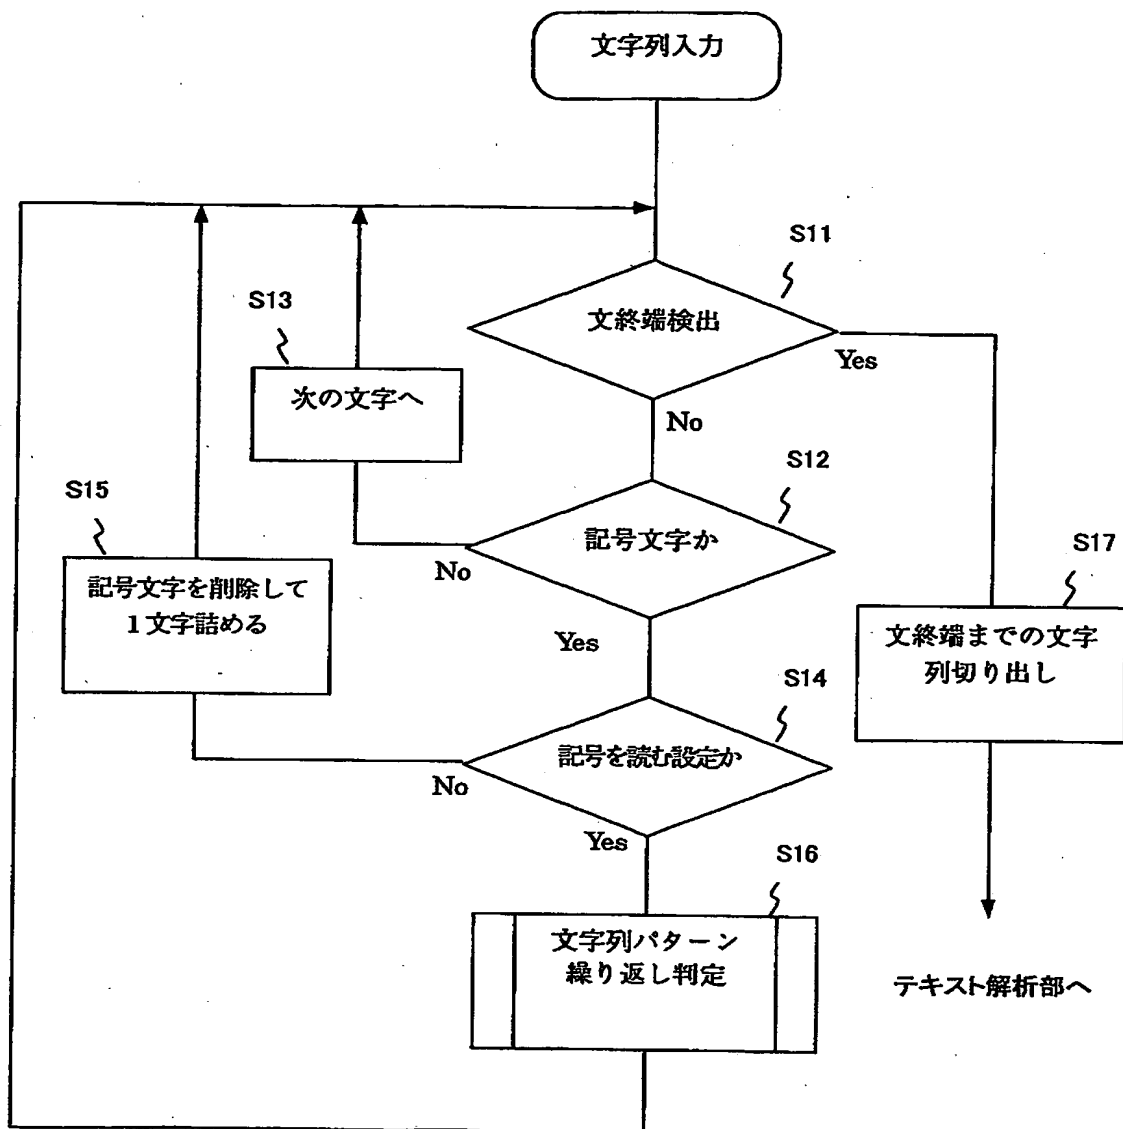 文字列入力
S11
文終端検出
Yes
No
S13
次の文字へ
S12
記号文字か
No
Yes
S15
記号文字を削除して
1文字詰める
S17
文終端までの文字
列切り出し
S14
記号を読む設定か
No
Yes
S16
文字列パターン
繰り返し判定
テキスト解析部へ